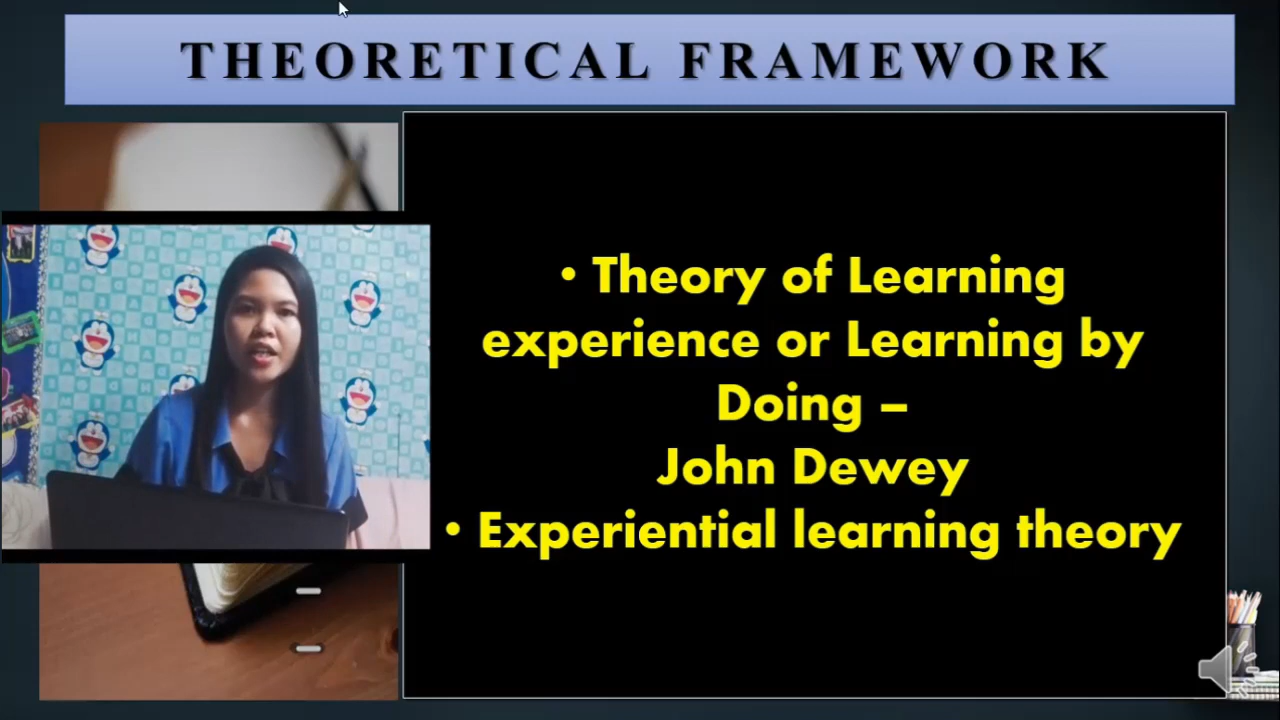 THEORETICAL FRAMEWORK
• Theory of Learning
experience or Learning by
Doing –
John Dewey
• Experiential learning theory